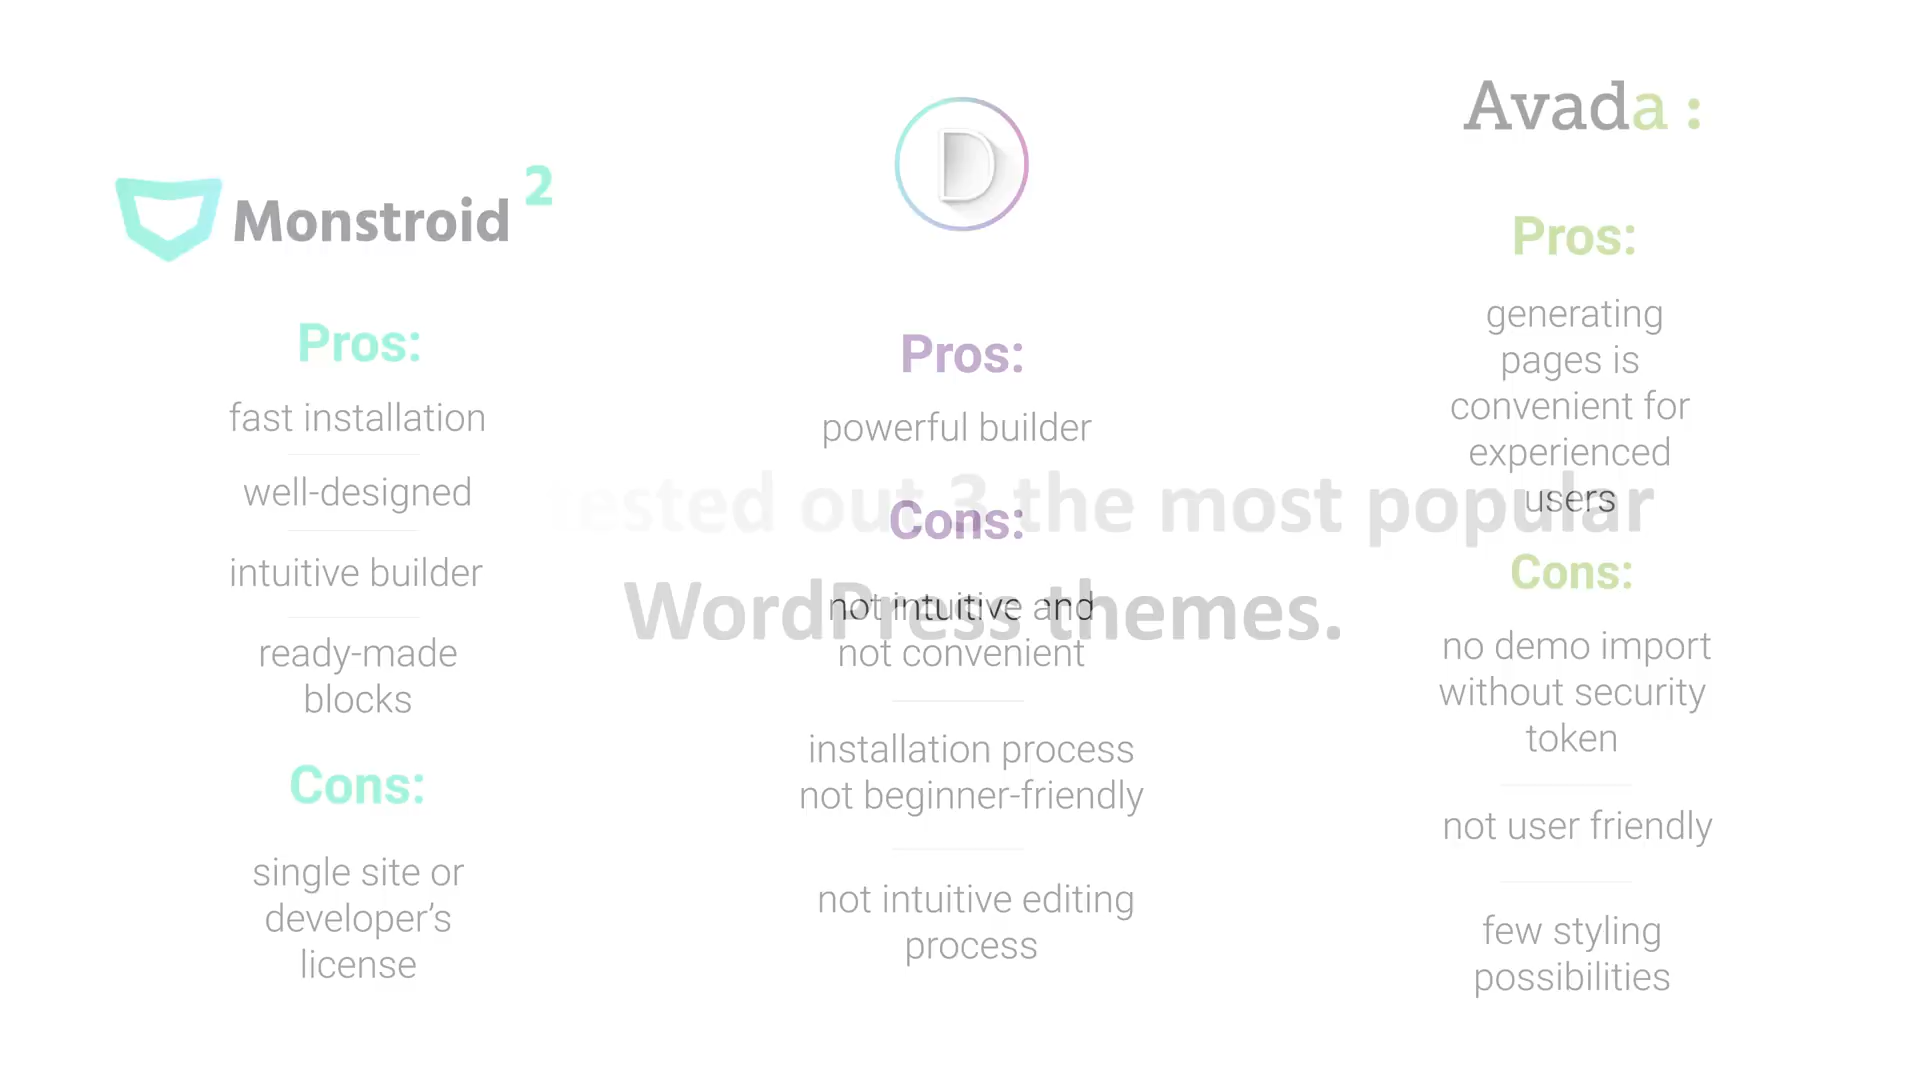 Monstroid 2
Pros:
fast installation
well-designed
intuitive builder
ready-made
blocks
Cons:
single site or
developer’s
license
D
Pros:
powerful builder
Cons:
not intuitive and
not convenient
installation process
not beginner-friendly
not intuitive editing
process
Avada :
Pros:
generating
pages is
convenient for
experienced
users
Cons:
no demo import
without security
token
not user friendly
few styling
possibilities
tested out 3 the most popular
WordPress themes.